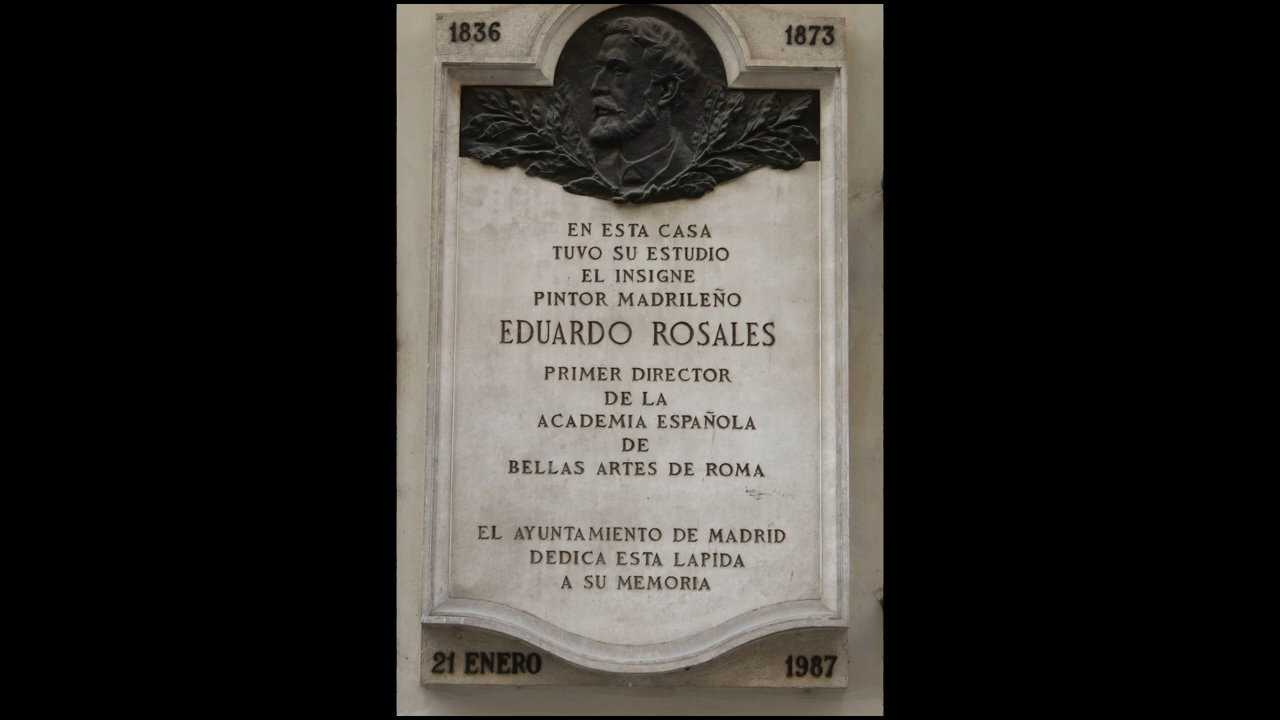 1836 1873
EN ESTA CASA
TUVO SU ESTUDIO
EL INSIGNE
PINTOR MADRILEÑO
EDUARDO ROSALES
PRIMER DIRECTOR
DE LA
ACADEMIA ESPAÑOLA
DE
BELLAS ARTES DE ROMA
EL AYUNTAMIENTO DE MADRID
DEDICA ESTA LAPIDA
A SU MEMORIA
21 ENERO 1987